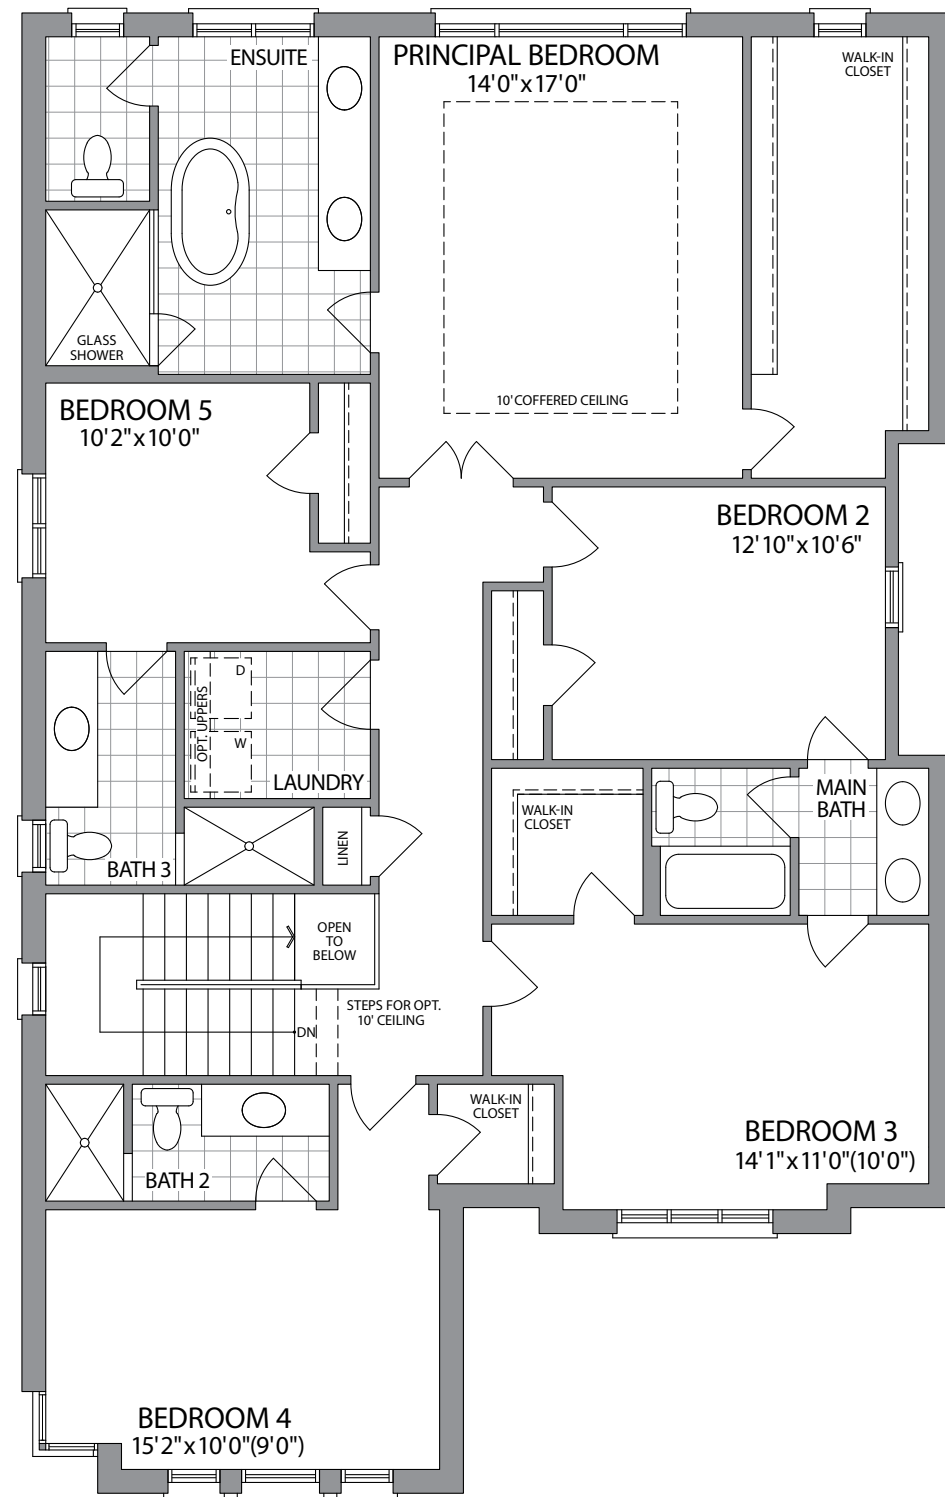 ENSUITE
PRINCIPAL BEDROOM
14'0"x17'0"
WALK-IN
CLOSET
GLASS
SHOWER
10' COFFERED CEILING
BEDROOM 5
10'2"x10'0"
BEDROOM 2
12'10"x10'6"
D
OPT. UPPERS
W
LAUNDRY
WALK-IN
CLOSET
MAIN
BATH
LINEN
BATH 3
OPEN
TO
BELOW
STEPS FOR OPT.
10' CEILING
DN
WALK-IN
CLOSET
BEDROOM 3
14'1"x11'0"(10'0")
BATH 2
BEDROOM 4
15'2"x10'0"(9'0")